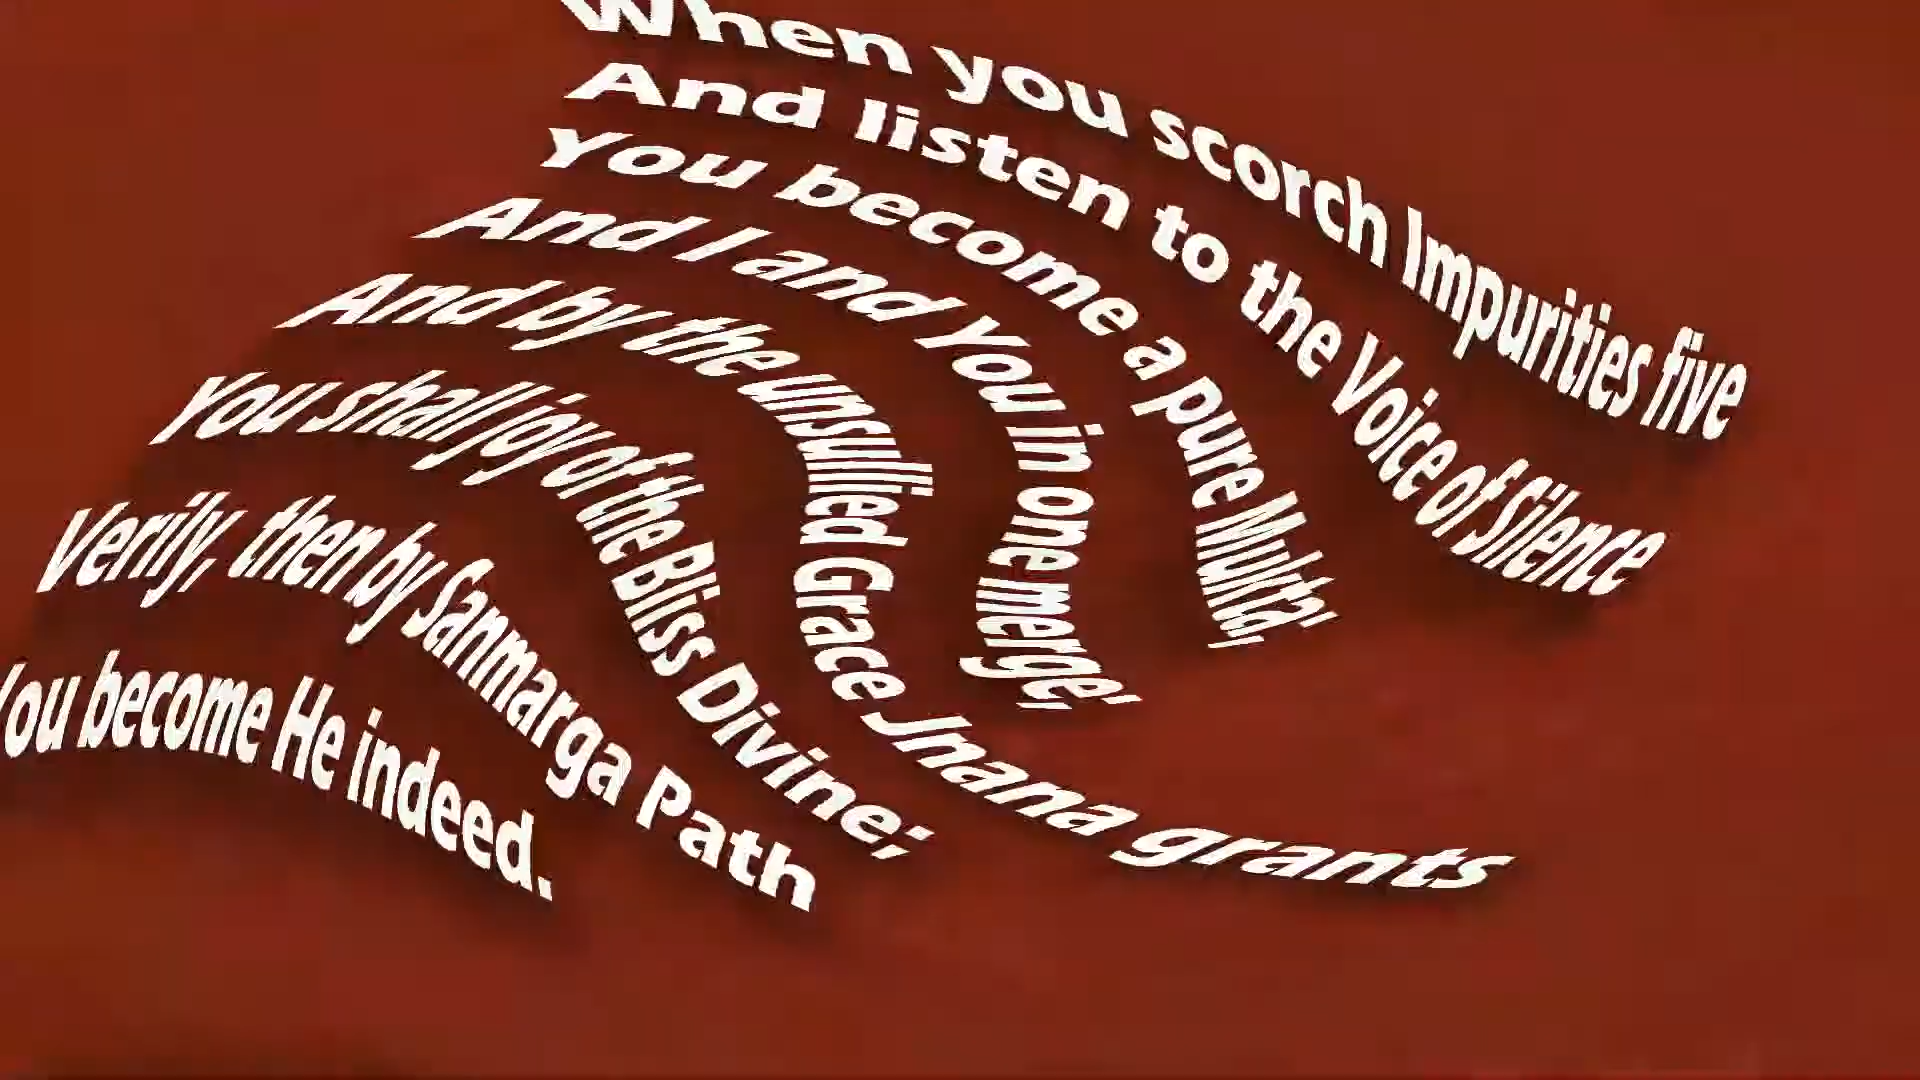 When you scorch Impurities five
And listen to the Voice of Silence
You become a pure Mukta;
And I and You in one merge;
And by the unsullied Grace Jnana grants
You shall joy of the Bliss Divine;
Verily, then by Sanmarga Path
You become He indeed.